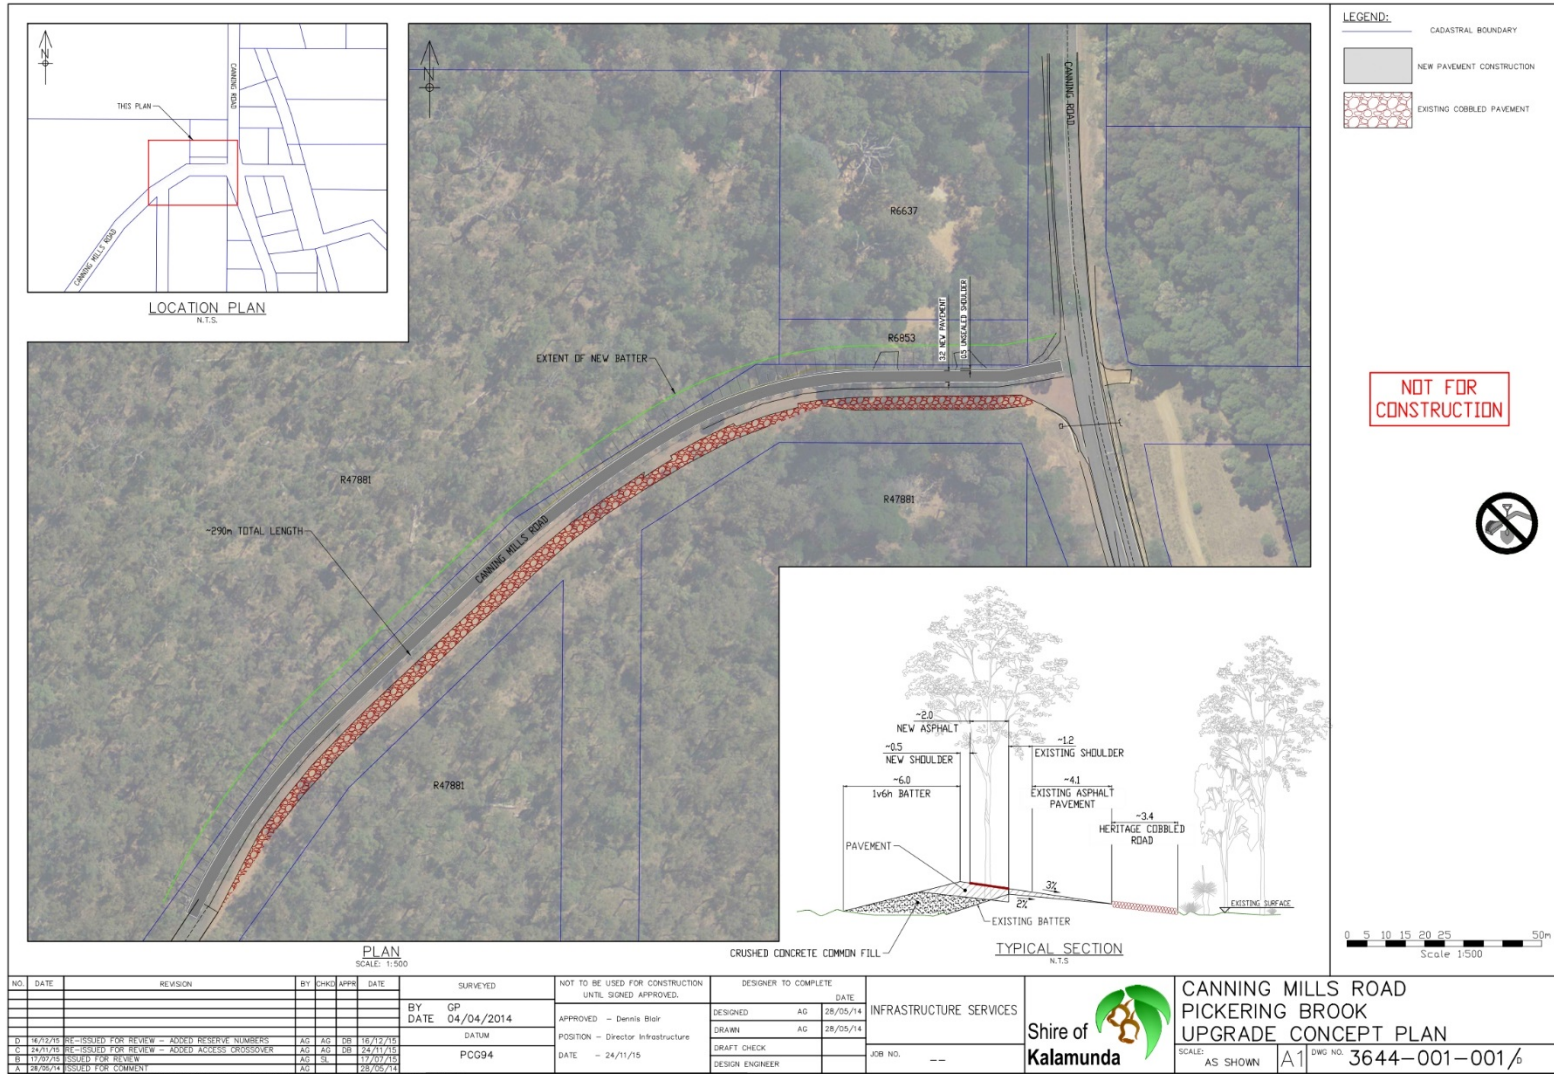 N
THIS PLAN
CANNING ROAD
CANNING MILLS ROAD
LOCATION PLAN
N.T.S.
N
CANNING ROAD
R6637
3.2 NEW PAVEMENT
0.5 UNSEALED SHOULDER
R6853
EXTENT OF NEW BATTER
R47881
R47881
~290m TOTAL LENGTH
CANNING MILLS ROAD
R47881
PLAN
SCALE: 1:500
~2.0
NEW ASPHALT
~0.5
NEW SHOULDER
~1.2
EXISTING SHOULDER
~6.0
1v6h BATTER
~4.1
EXISTING ASPHALT
PAVEMENT
~3.4
HERITAGE COBBLED
ROAD
PAVEMENT
3%
2%
EXISTING BATTER
EXISTING SURFACE
CRUSHED CONCRETE COMMON FILL
TYPICAL SECTION
N.T.S
LEGEND:
CADASTRAL BOUNDARY
NEW PAVEMENT CONSTRUCTION
EXISTING COBBLED PAVEMENT
NOT FOR
CONSTRUCTION
0 5 10 15 20 25 50m
Scale 1:500
NO. DATE REVISION BY CHKD APPR DATE
D 16/12/15 RE-ISSUED FOR REVIEW - ADDED RESERVE NUMBERS AG AG DB 16/12/15
C 24/11/15 RE-ISSUED FOR REVIEW - ADDED ACCESS CROSSOVER AG AG DB 24/11/15
B 17/07/15 ISSUED FOR REVIEW AG SL 17/07/15
A 28/05/14 ISSUED FOR COMMENT AG 28/05/14
SURVEYED
BY GP
DATE 04/04/2014
DATUM
PCG94
NOT TO BE USED FOR CONSTRUCTION
UNTIL SIGNED APPROVED.
APPROVED - Dennis Blair
POSITION - Director Infrastructure
DATE - 24/11/15
DESIGNER TO COMPLETE
DATE
DESIGNED AG 28/05/14
DRAWN AG 28/05/14
DRAFT CHECK
DESIGN ENGINEER
INFRASTRUCTURE SERVICES
JOB NO. --
Shire of
Kalamunda
CANNING MILLS ROAD
PICKERING BROOK
UPGRADE CONCEPT PLAN
SCALE: AS SHOWN A1 DWG NO. 3644-001-001/D